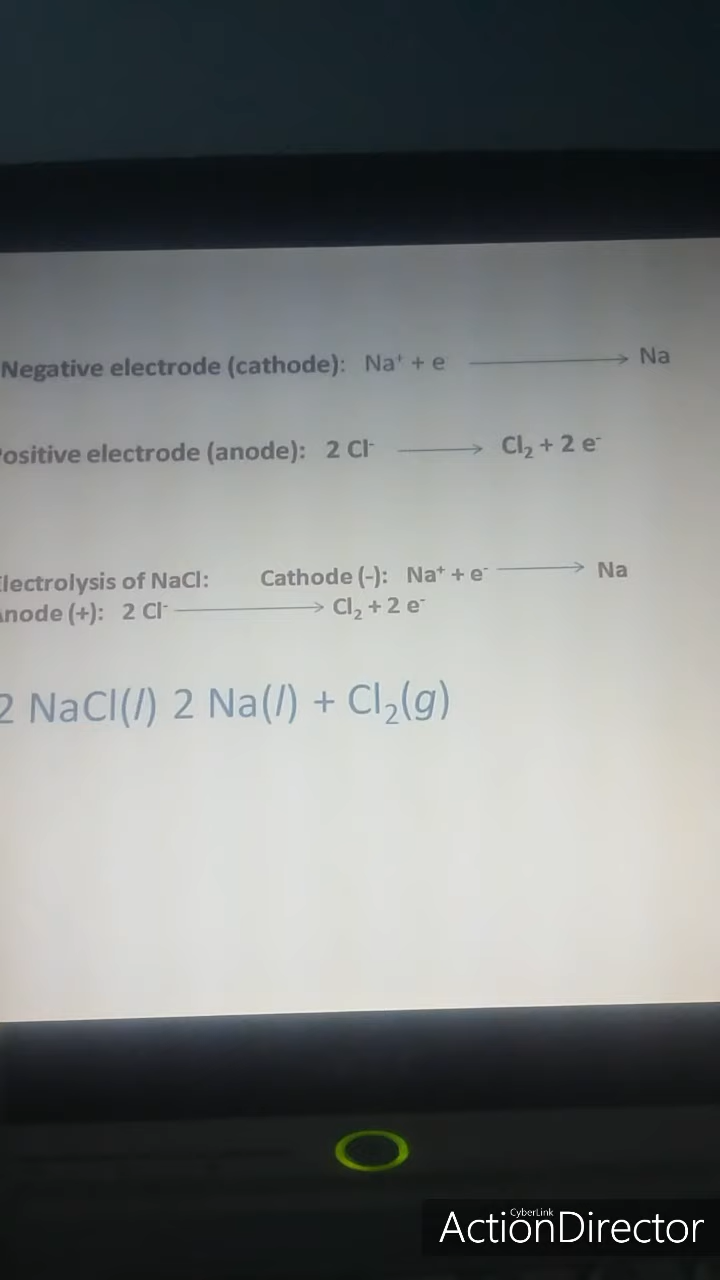 Negative electrode (cathode): Na⁺ + e ⟶ Na
ositive electrode (anode): 2 Cl⁻ ⟶ Cl₂ + 2 e⁻
lectrolysis of NaCl: Cathode (-): Na⁺ + e⁻ ⟶ Na
node (+): 2 Cl⁻ ⟶ Cl₂ + 2 e⁻
2 NaCl(l) 2 Na(l) + Cl₂(g)
CyberLink
ActionDirector